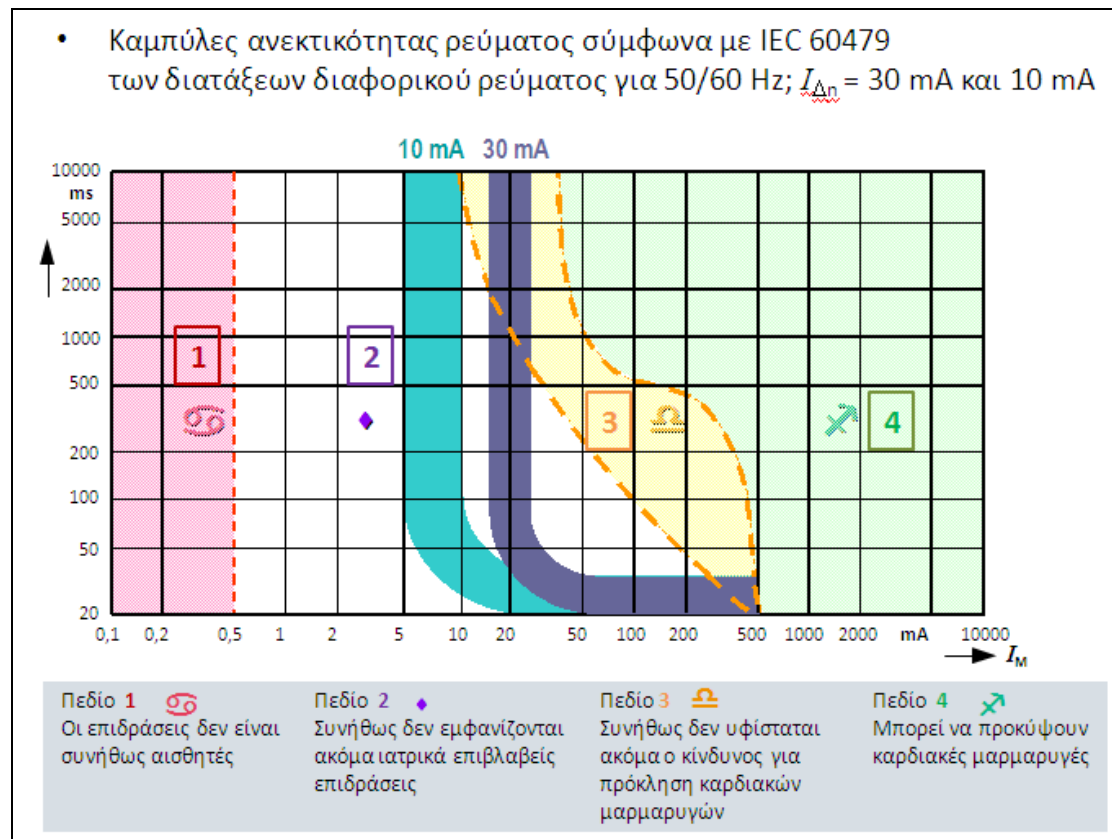 • Καμπύλες ανεκτικότητας ρεύματος σύμφωνα με IEC 60479
των διατάξεων διαφορικού ρεύματος για 50/60 Hz; IΔn = 30 mA και 10 mA
10 mA 30 mA
10000
ms
5000
2000
1000
500
200
100
50
20
1
2
3
4
0,1 0,2 0,5 1 2 5 10 20 50 100 200 500 1000 2000 mA 10000
IM
Πεδίο 1
Οι επιδράσεις δεν είναι
συνήθως αισθητές
Πεδίο 2
Συνήθως δεν εμφανίζονται
ακόμα ιατρικά επιβλαβείς
επιδράσεις
Πεδίο 3
Συνήθως δεν υφίσταται
ακόμα ο κίνδυνος για
πρόκληση καρδιακών
μαρμαρυγών
Πεδίο 4
Μπορεί να προκύψουν
καρδιακές μαρμαρυγές